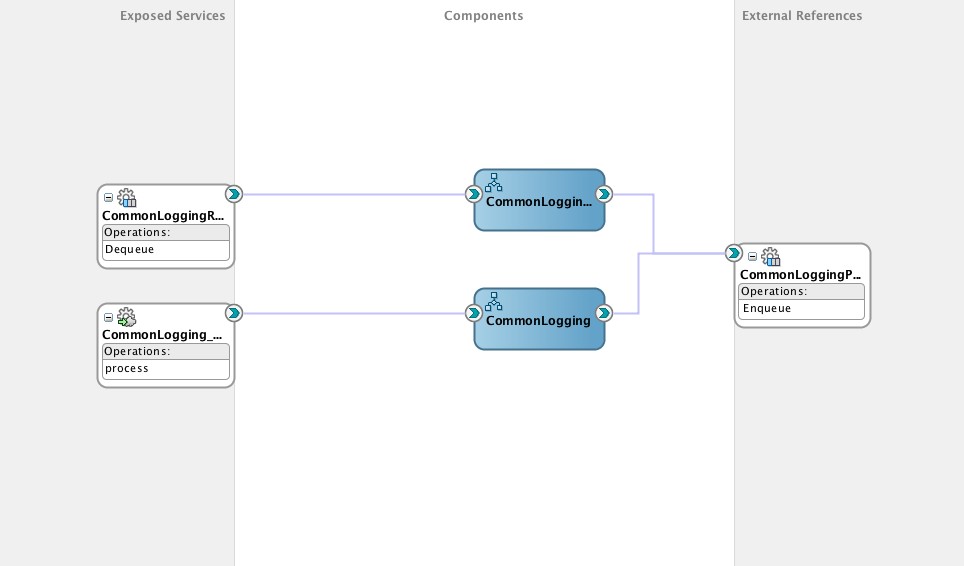 Exposed Services
Components
External References
CommonLoggingR...
Operations:
Dequeue
CommonLoggin...
CommonLoggingP...
Operations:
Enqueue
CommonLogging_...
Operations:
process
CommonLogging